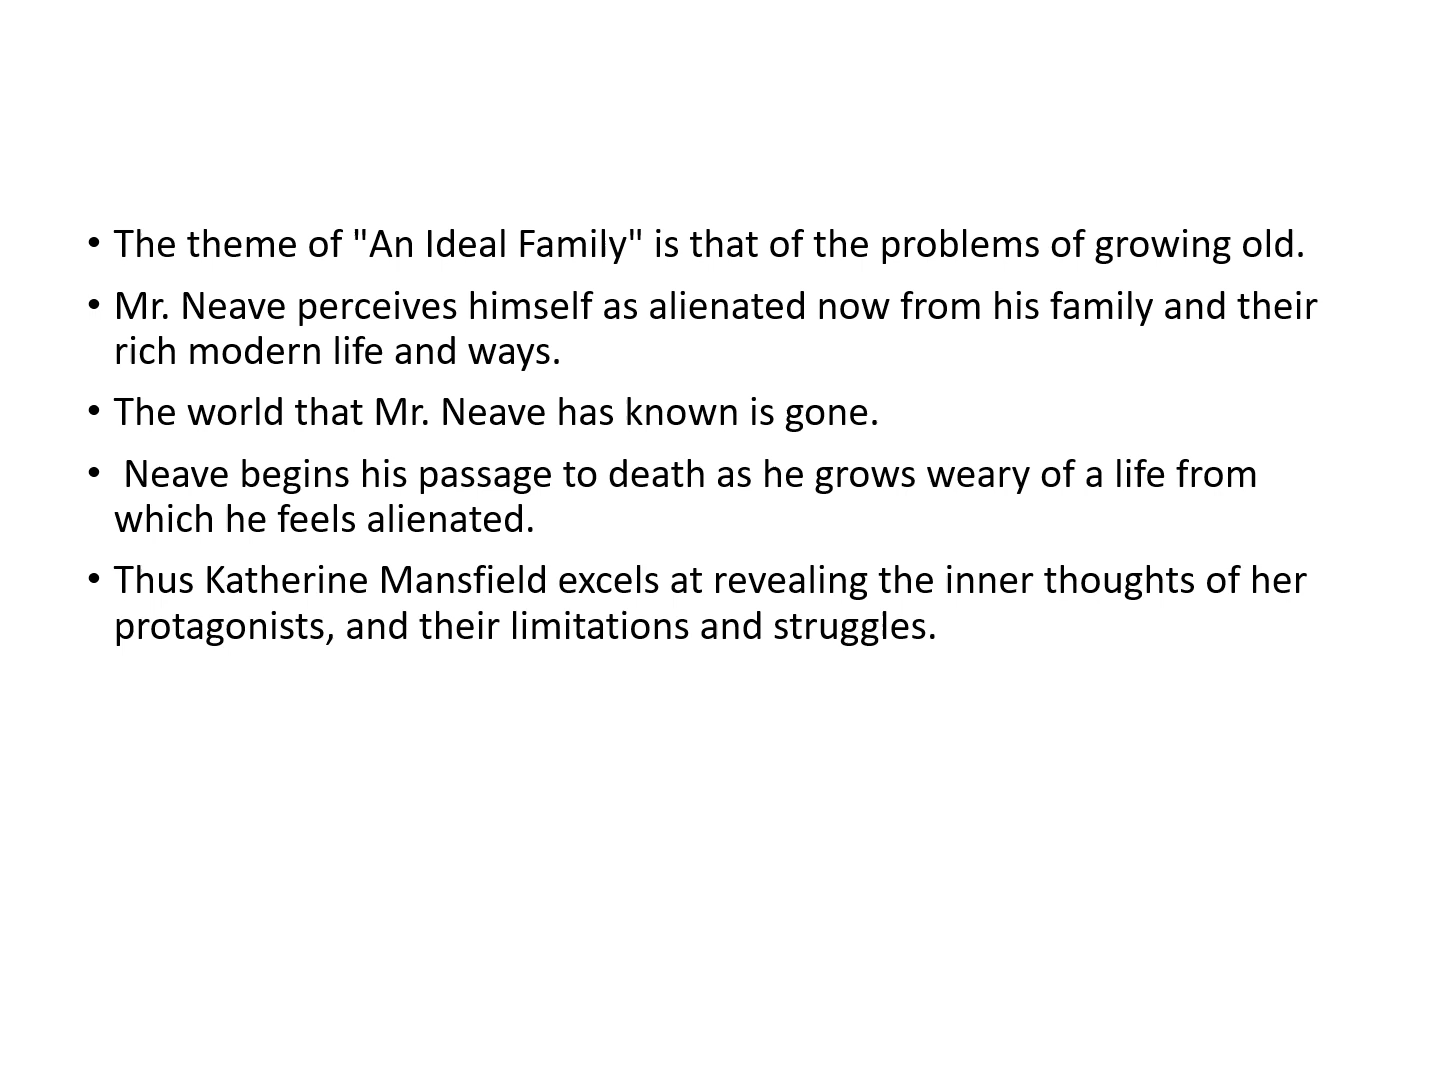 • The theme of "An Ideal Family" is that of the problems of growing old.
• Mr. Neave perceives himself as alienated now from his family and their
rich modern life and ways.
• The world that Mr. Neave has known is gone.
• Neave begins his passage to death as he grows weary of a life from
which he feels alienated.
• Thus Katherine Mansfield excels at revealing the inner thoughts of her
protagonists, and their limitations and struggles.